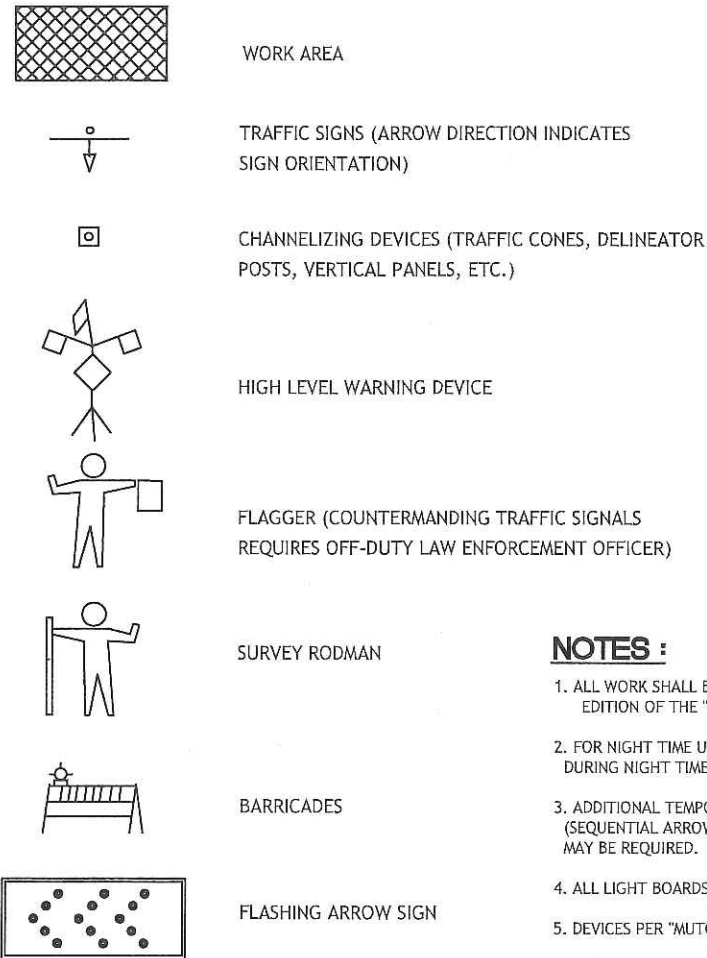 WORK AREA
TRAFFIC SIGNS (ARROW DIRECTION INDICATES
SIGN ORIENTATION)
CHANNELIZING DEVICES (TRAFFIC CONES, DELINEATOR
POSTS, VERTICAL PANELS, ETC.)
HIGH LEVEL WARNING DEVICE
FLAGGER (COUNTERMANDING TRAFFIC SIGNALS
REQUIRES OFF-DUTY LAW ENFORCEMENT OFFICER)
SURVEY RODMAN
BARRICADES
FLASHING ARROW SIGN
NOTES :
1. ALL WORK SHALL
EDITION OF THE "
2. FOR NIGHT TIME
DURING NIGHT TIME
3. ADDITIONAL
(SEQUENTIAL
MAY BE REQUIRED.
4. ALL LIGHT BOARDS
5. DEVICES PER